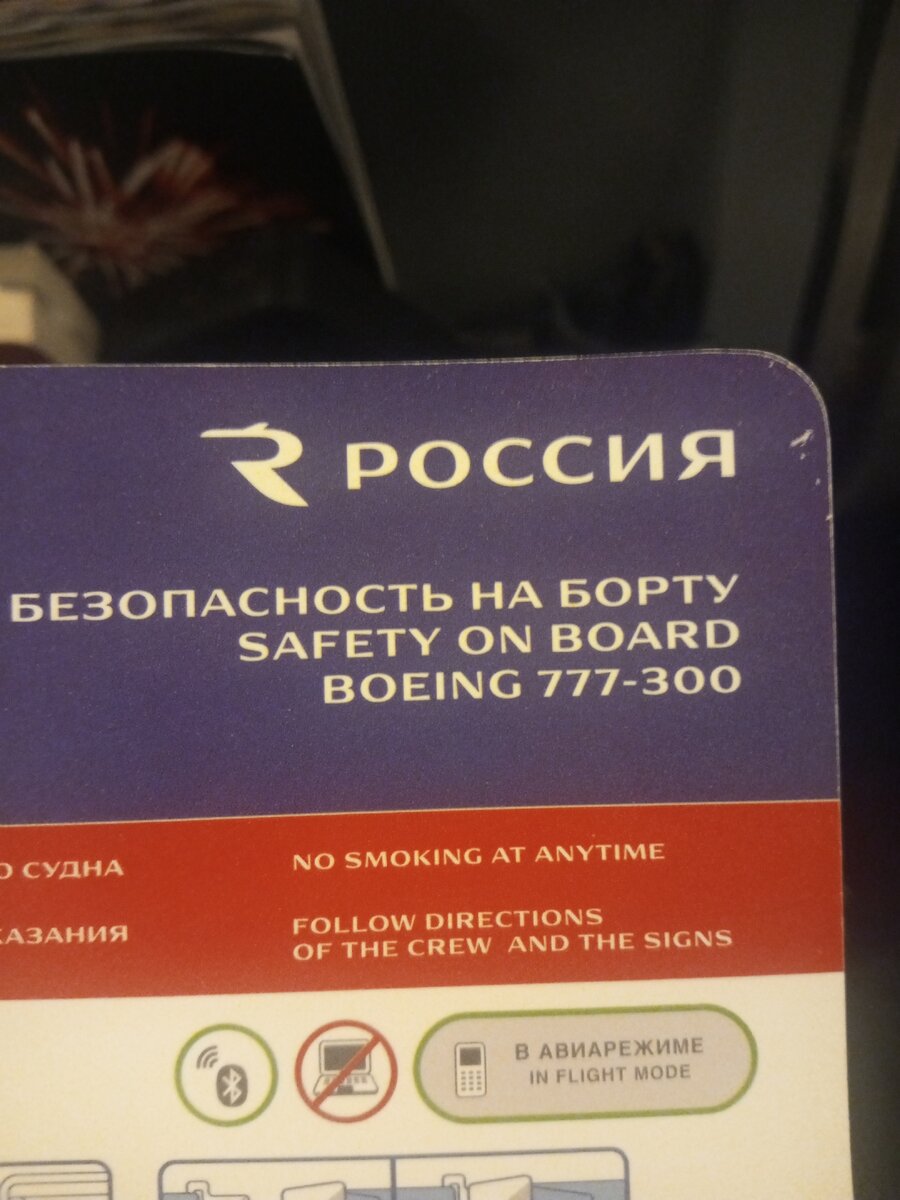 РОССИЯ
БЕЗОПАСНОСТЬ НА БОРТУ
SAFETY ON BOARD
BOEING 777-300
СУДНА
NO SMOKING AT ANYTIME
FOLLOW DIRECTIONS
OF THE CREW AND THE SIGNS
В АВИАРЕЖИМЕ
IN FLIGHT MODE